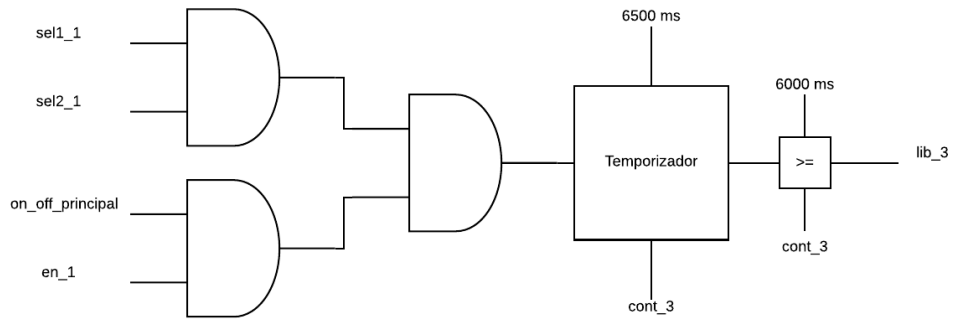 6500 ms
sel1_1
6000 ms
sel2_1
Temporizador
>=
lib_3
on_off_principal
cont_3
en_1
cont_3